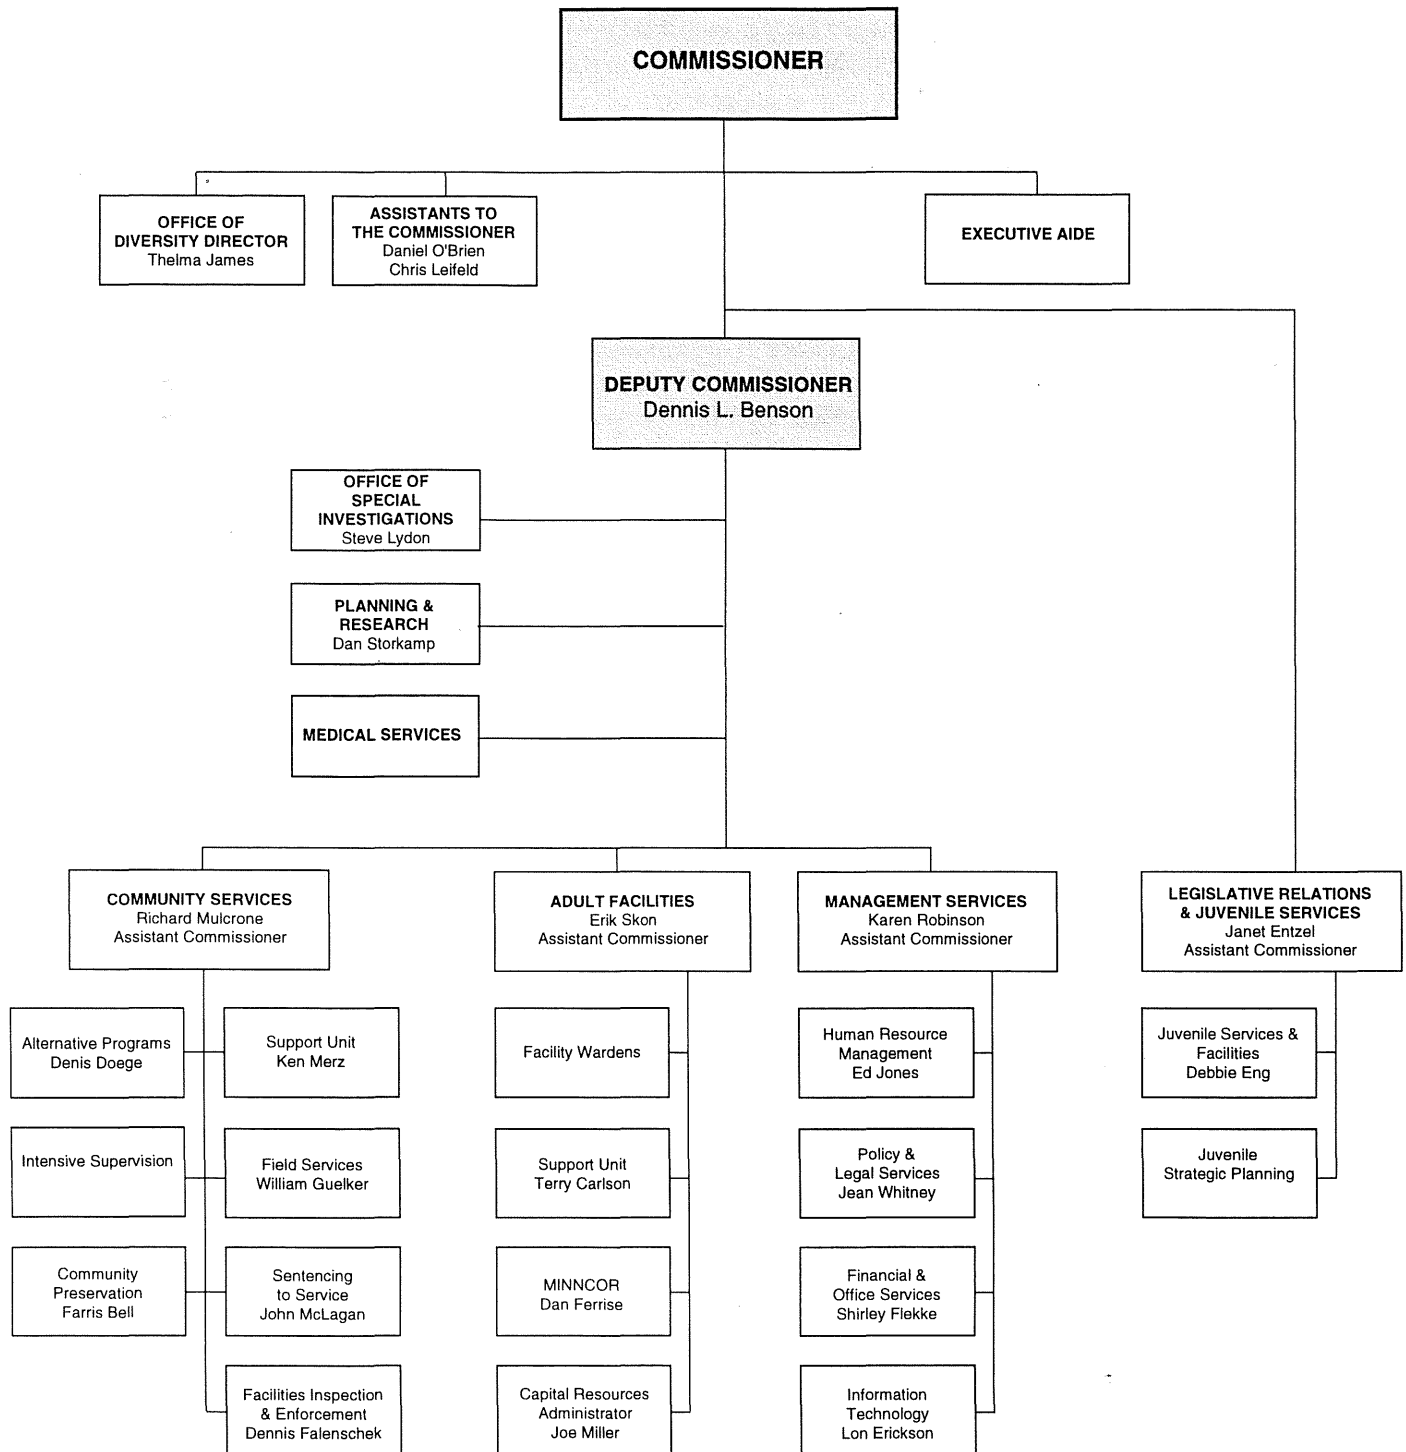 COMMISSIONER
OFFICE OF
DIVERSITY DIRECTOR
Thelma James
ASSISTANTS TO
THE COMMISSIONER
Daniel O'Brien
Chris Leifeld
EXECUTIVE AIDE
DEPUTY COMMISSIONER
Dennis L. Benson
OFFICE OF
SPECIAL
INVESTIGATIONS
Steve Lydon
PLANNING &
RESEARCH
Dan Storkamp
MEDICAL SERVICES
COMMUNITY SERVICES
Richard Mulcrone
Assistant Commissioner
ADULT FACILITIES
Erik Skon
Assistant Commissioner
MANAGEMENT SERVICES
Karen Robinson
Assistant Commissioner
LEGISLATIVE RELATIONS
& JUVENILE SERVICES
Janet Entzel
Assistant Commissioner
Alternative Programs
Denis Doege
Support Unit
Ken Merz
Facility Wardens
Human Resource
Management
Ed Jones
Juvenile Services &
Facilities
Debbie Eng
Intensive Supervision
Field Services
William Guelker
Support Unit
Terry Carlson
Policy &
Legal Services
Jean Whitney
Juvenile
Strategic Planning
Community
Preservation
Farris Bell
Sentencing
to Service
John McLagan
MINNCOR
Dan Ferrise
Financial &
Office Services
Shirley Flekke
Facilities Inspection
& Enforcement
Dennis Falenschek
Capital Resources
Administrator
Joe Miller
Information
Technology
Lon Erickson